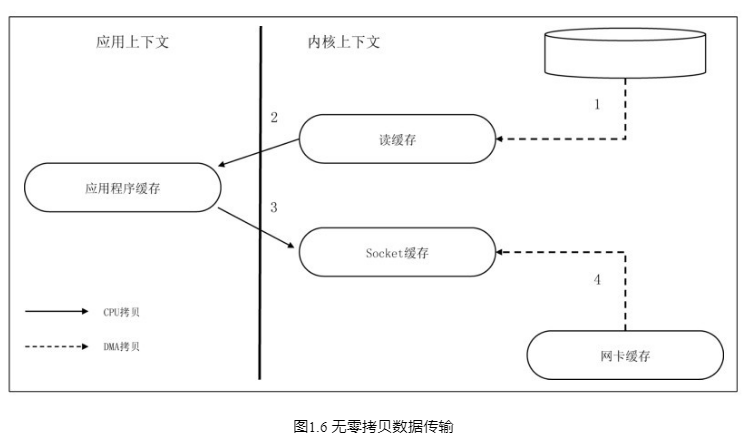 应用上下文
内核上下文
1
2
读缓存
应用程序缓存
3
Socket缓存
4
CPU拷贝
DMA拷贝
网卡缓存
图1.6 无零拷贝数据传输